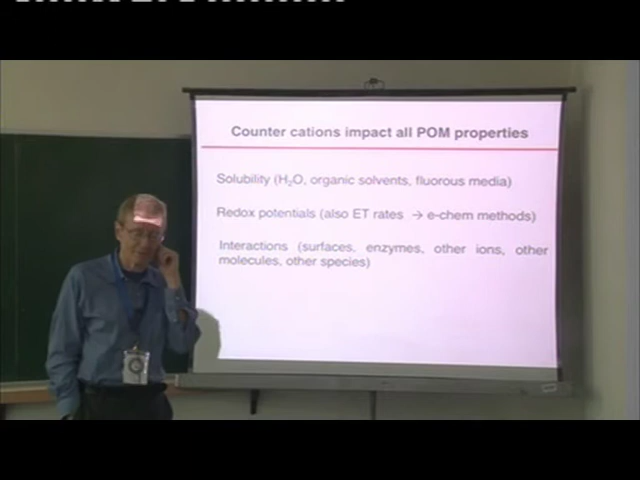 Counter cations impact all POM properties
Solubility (H₂O, organic solvents, fluorous media)
Redox potentials (also ET rates → e-chem methods)
Interactions (surfaces, enzymes, other ions, other
molecules, other species)